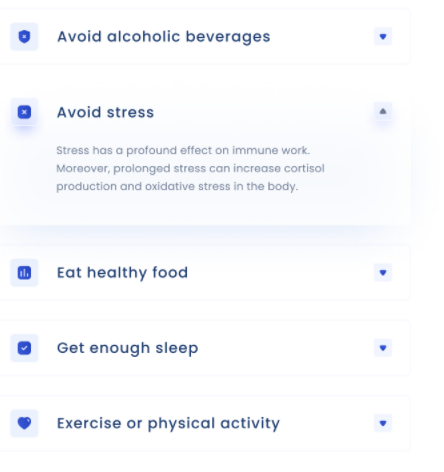 Avoid alcoholic beverages
Avoid stress
Stress has a profound effect on immune work.
Moreover, prolonged stress can increase cortisol
production and oxidative stress in the body.
Eat healthy food
Get enough sleep
Exercise or physical activity